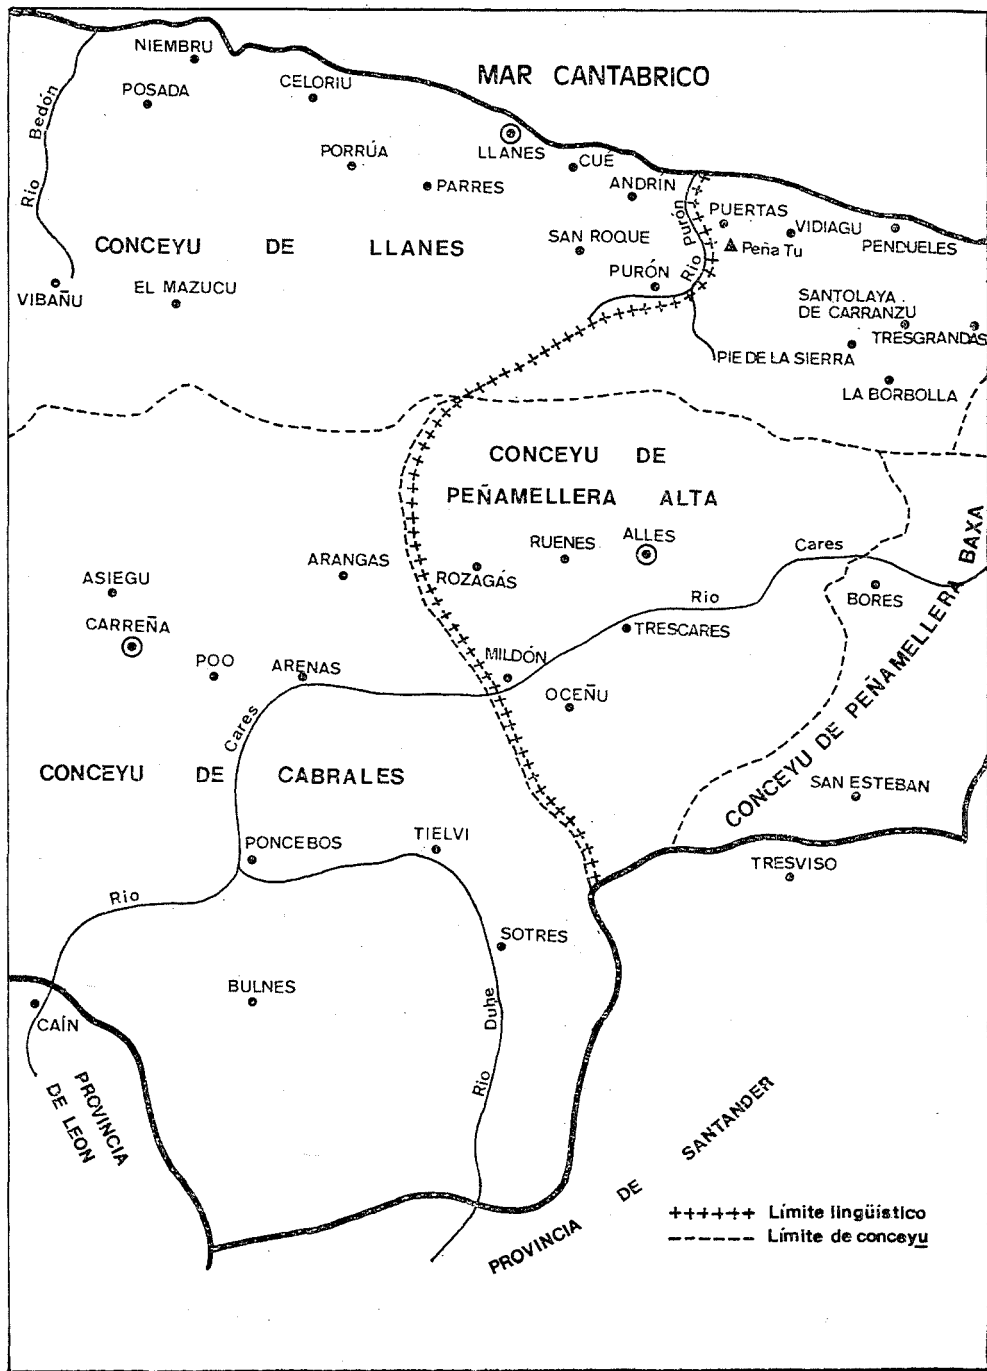 NIEMBRU
MAR CANTABRICO
CELORIU
POSADA
Río Bedón
LLANES
PORRÚA
CUÉ
PARRES
ANDRÍN
PUERTAS
VIDIAGU
PENDUELES
Peña Tu
Río Purón
CONCEYU DE LLANES
SAN ROQUE
PURÓN
VIBAÑU
EL MAZUCU
SANTOLAYA
DE CARRANZU
TRESGRANDAS
PIE DE LA SIERRA
LA BORBOLLA
CONCEYU DE
PEÑAMELLERA ALTA
ALLES
RUENES
ARANGAS
ROZAGÁS
Río Cares
ASIEGU
BORES
CARREÑA
TRESCARES
MILDÓN
POO
ARENAS
OCEÑU
CONCEYU DE PEÑAMELLERA BAXA
CONCEYU DE CABRALES
SAN ESTEBAN
PONCEBOS
TIELVI
TRESVISO
Río Cares
SOTRES
BULNES
Río Duhe
CAÍN
PROVINCIA
DE LEON
PROVINCIA DE SANTANDER
++++++ Límite lingüístico
------- Límite de conceyu